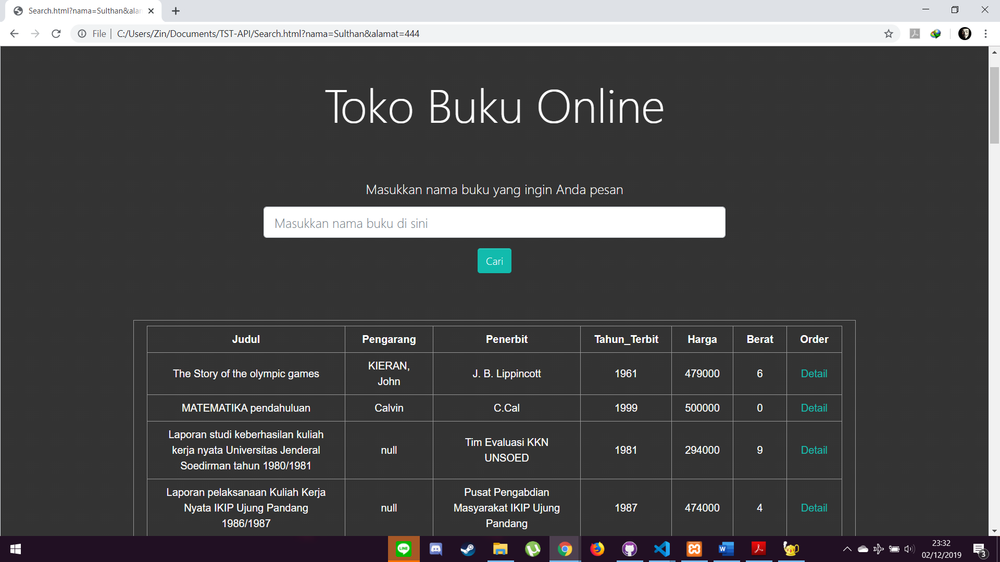 Search.html?nama=Sulthan&alan
File | C:/Users/Zin/Documents/TST-API/Search.html?nama=Sulthan&alamat=444
Toko Buku Online
Masukkan nama buku yang ingin Anda pesan
Masukkan nama buku di sini
Cari
Judul Pengarang Penerbit Tahun_Terbit Harga Berat Order
The Story of the olympic games KIERAN, John J. B. Lippincott 1961 479000 6 Detail
MATEMATIKA pendahuluan Calvin C.Cal 1999 500000 0 Detail
Laporan studi keberhasilan kuliah
kerja nyata Universitas Jenderal
Soedirman tahun 1980/1981
null
Tim Evaluasi KKN
UNSOED
1981 294000 9 Detail
Laporan pelaksanaan Kuliah Kerja
Nyata IKIP Ujung Pandang
1986/1987
null
Pusat Pengabdian
Masyarakat IKIP Ujung
Pandang
1987 474000 4 Detail
LINE
23:32
02/12/2019
3